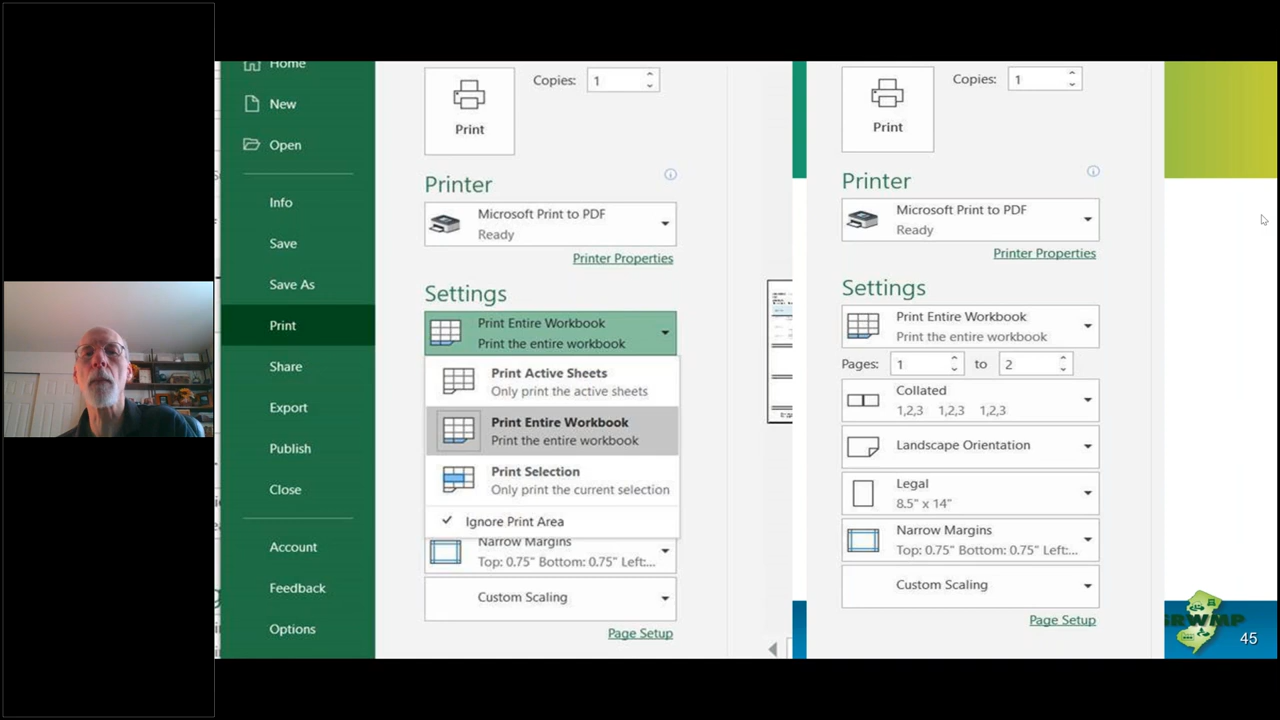 Home
New
Open
Info
Save
Save As
Print
Share
Export
Publish
Close
Account
Feedback
Options
Print
Copies: 1
Printer
Microsoft Print to PDF
Ready
Printer Properties
Settings
Print Entire Workbook
Print the entire workbook
Print Active Sheets
Only print the active sheets
Print Entire Workbook
Print the entire workbook
Print Selection
Only print the current selection
Ignore Print Area
Narrow Margins
Top: 0.75" Bottom: 0.75" Left:...
Custom Scaling
Page Setup
Print
Copies: 1
Printer
Microsoft Print to PDF
Ready
Printer Properties
Settings
Print Entire Workbook
Print the entire workbook
Pages: 1 to 2
Collated
1,2,3 1,2,3 1,2,3
Landscape Orientation
Legal
8.5" x 14"
Narrow Margins
Top: 0.75" Bottom: 0.75" Left:...
Custom Scaling
Page Setup
SRWMP
45